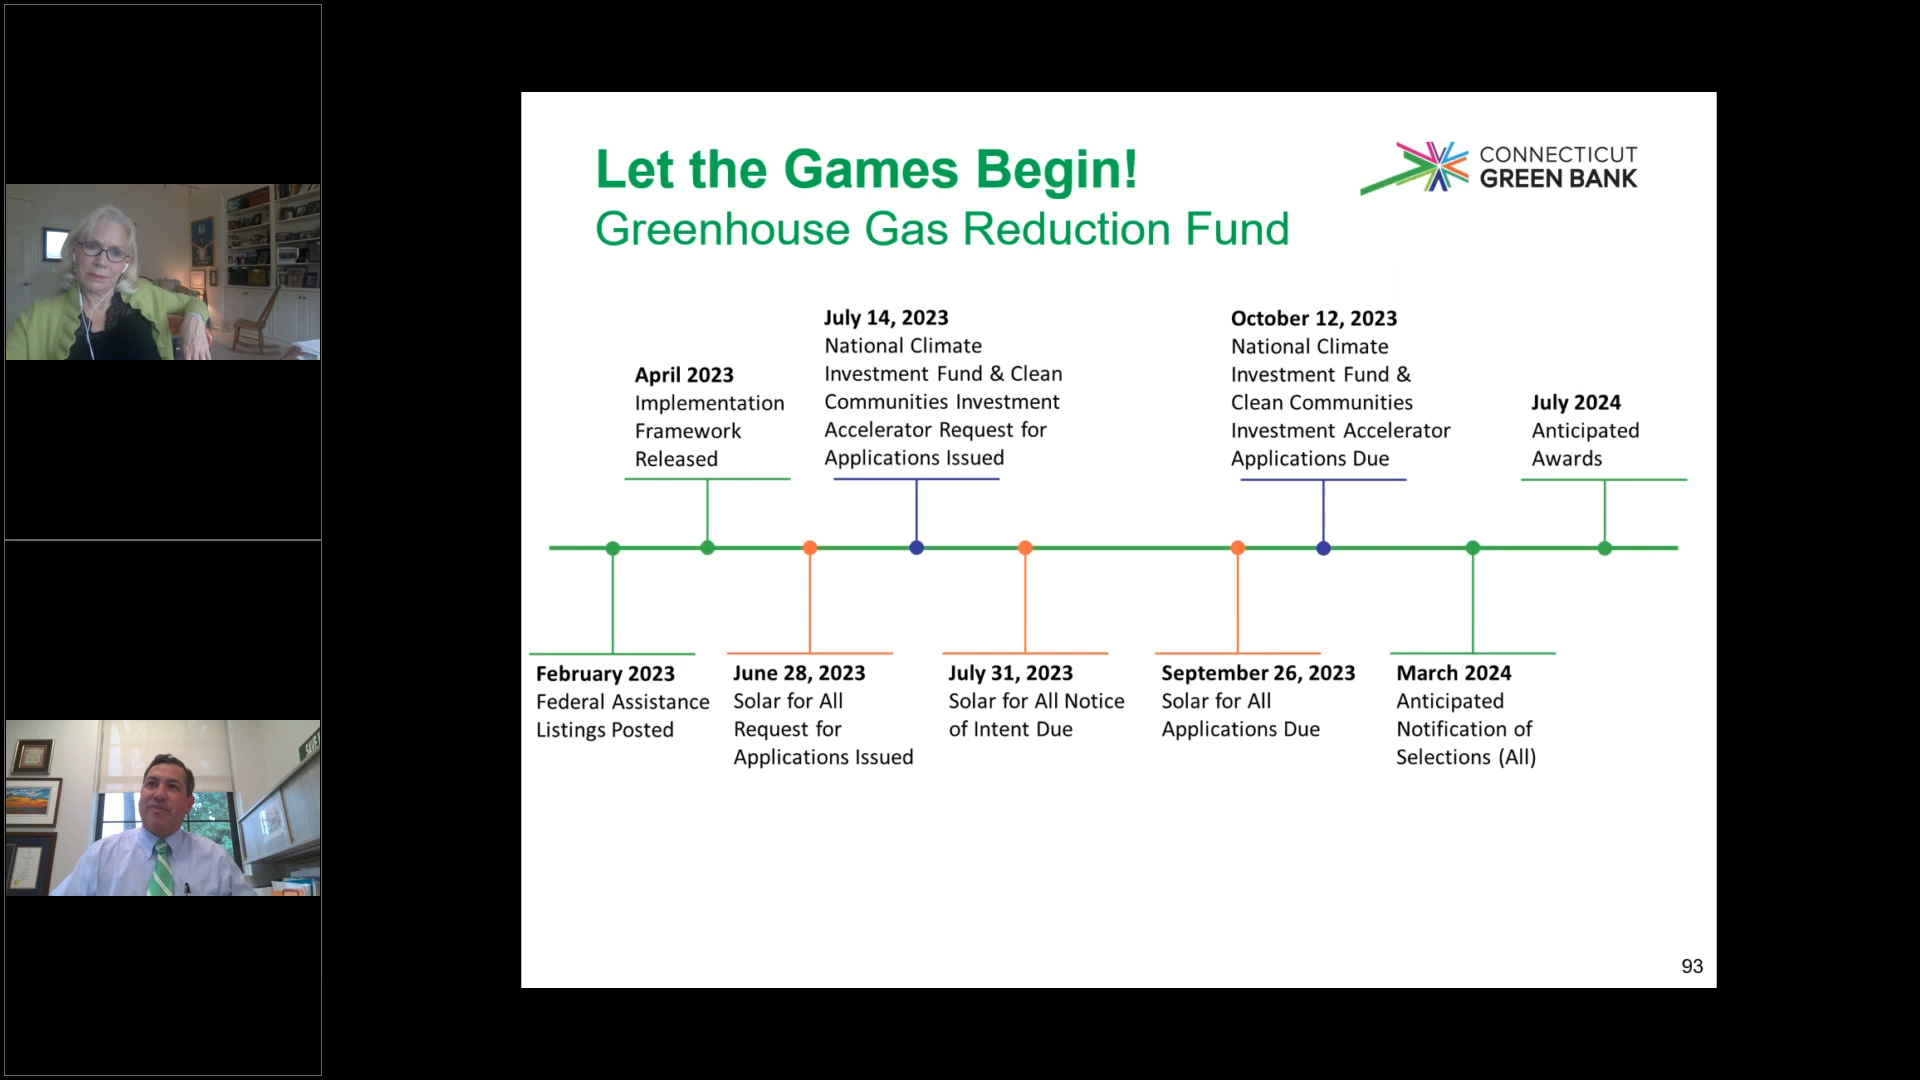 Let the Games Begin!
Greenhouse Gas Reduction Fund
CONNECTICUT
GREEN BANK
April 2023
Implementation
Framework
Released
July 14, 2023
National Climate
Investment Fund & Clean
Communities Investment
Accelerator Request for
Applications Issued
October 12, 2023
National Climate
Investment Fund &
Clean Communities
Investment Accelerator
Applications Due
July 2024
Anticipated
Awards
February 2023
Federal Assistance
Listings Posted
June 28, 2023
Solar for All
Request for
Applications Issued
July 31, 2023
Solar for All Notice
of Intent Due
September 26, 2023
Solar for All
Applications Due
March 2024
Anticipated
Notification of
Selections (All)
93